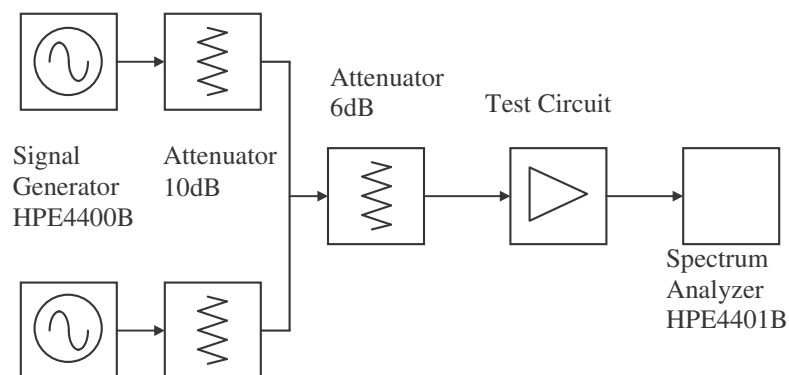 Attenuator
6dB
Test Circuit
Signal
Generator
HPE4400B
Attenuator
10dB
Spectrum
Analyzer
HPE4401B